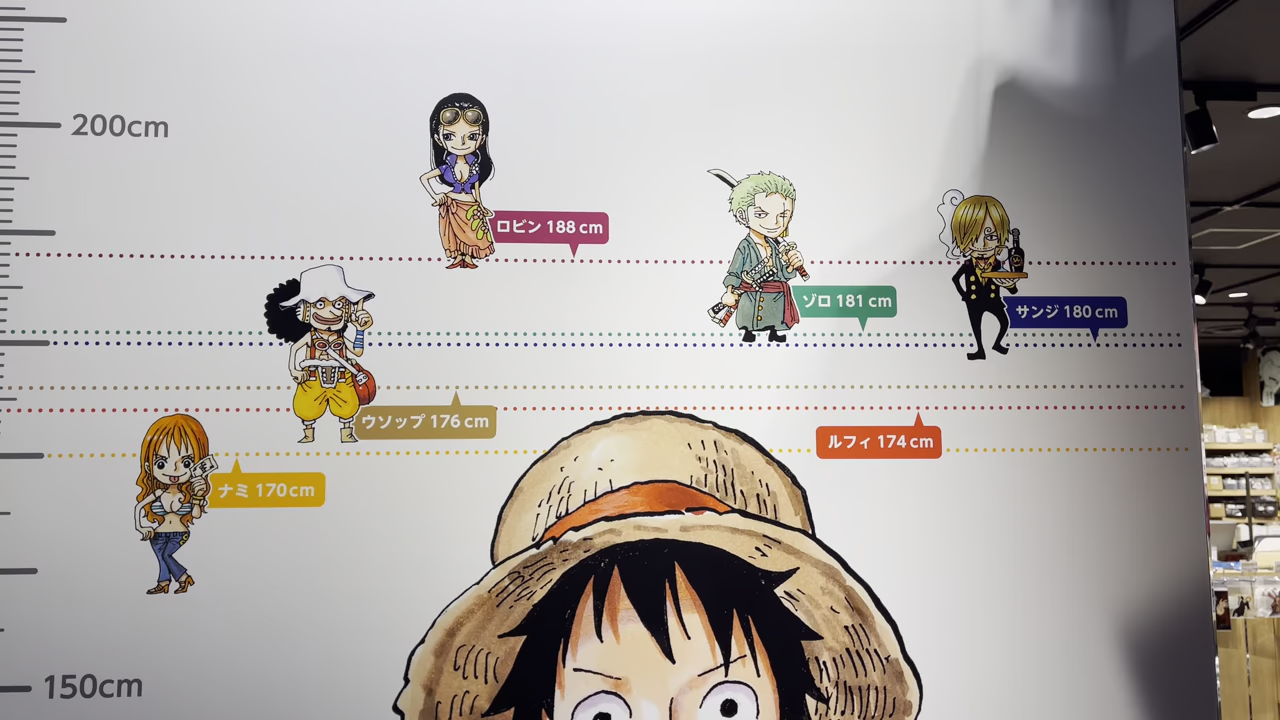 200cm
ロビン 188 cm
ゾロ 181 cm
サンジ 180 cm
ウソップ 176 cm
ルフィ 174 cm
ナミ 170 cm
150cm